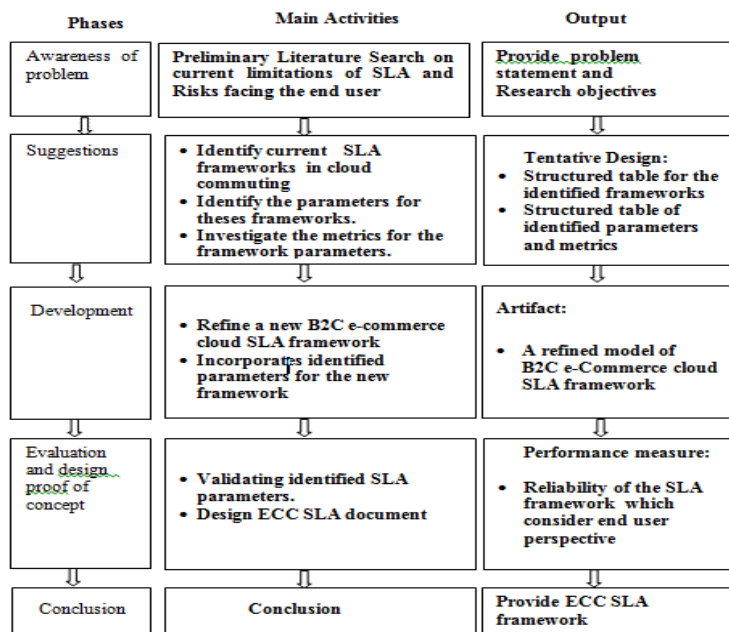 Phases
Main Activities
Output
Awareness of
problem
Preliminary Literature Search on
current limitations of SLA and
Risks facing the end user
Provide problem
statement and
Research objectives
Suggestions
• Identify current SLA
frameworks in cloud
commuting
• Identify the parameters for
theses frameworks.
• Investigate the metrics for the
framework parameters.
Tentative Design:
• Structured table for the
identified frameworks
• Structured table of
identified parameters
and metrics
Development
• Refine a new B2C e-commerce
cloud SLA framework
• Incorporates identified
parameters for the new
framework
Artifact:
• A refined model of
B2C e-Commerce cloud
SLA framework
Evaluation
and design
proof of
concept
• Validating identified SLA
parameters.
• Design ECC SLA document
Performance measure:
• Reliability of the SLA
framework which
consider end user
perspective
Conclusion
Conclusion
Provide ECC SLA
framework